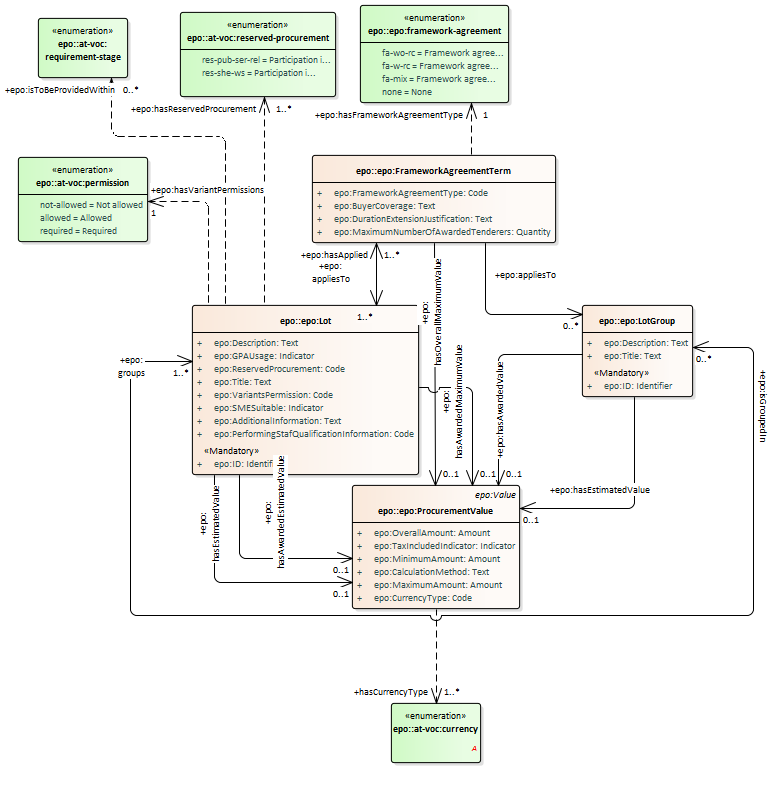 «enumeration»
epo::at-voc:
requirement-stage
+epo:isToBeProvidedWithin 0..*
«enumeration»
epo::at-voc:reserved-procurement
res-pub-ser-rel = Participation i...
res-she-ws = Participation i...
+epo:hasReservedProcurement 1..*
«enumeration»
epo::epo:framework-agreement
fa-wo-rc = Framework agree...
fa-w-rc = Framework agree...
fa-mix = Framework agree...
none = None
+epo:hasFrameworkAgreementType 1
«enumeration»
epo::at-voc:permission
not-allowed = Not allowed
allowed = Allowed
required = Required
+epo:hasVariantPermissions
1
epo::epo:FrameworkAgreementTerm
+ epo:FrameworkAgreementType: Code
+ epo:BuyerCoverage: Text
+ epo:DurationExtensionJustification: Text
+ epo:MaximumNumberOfAwardedTenderers: Quantity
+epo:hasApplied 1..*
+epo:
appliesTo
1..*
+epo:
hasOverallMaximumValue
0..1
+epo:appliesTo
0..*
epo::epo:Lot
+ epo:Description: Text
+ epo:GPAUsage: Indicator
+ epo:ReservedProcurement: Code
+ epo:Title: Text
+ epo:VariantsPermission: Code
+ epo:SMESuitable: Indicator
+ epo:AdditionalInformation: Text
+ epo:PerformingStafQualificationInformation: Code
«Mandatory»
+ epo:ID: Identifi
+epo:
groups
1..*
epo::epo:LotGroup
+ epo:Description: Text
+ epo:Title: Text
«Mandatory»
+ epo:ID: Identifier
0..*
+epo:isGroupedIn
+epo:
hasAwardedMaximumValue
0..1
+epo:hasAwardedValue
0..1
+epo:hasEstimatedValue
0..1
+epo:
hasEstimatedValue
0..1
+epo:
hasAwardedEstimatedValue
0..1
epo:Value
epo::epo:ProcurementValue
+ epo:OverallAmount: Amount
+ epo:TaxIncludedIndicator: Indicator
+ epo:MinimumAmount: Amount
+ epo:CalculationMethod: Text
+ epo:MaximumAmount: Amount
+ epo:CurrencyType: Code
+hasCurrencyType 1..*
«enumeration»
epo::at-voc:currency
A